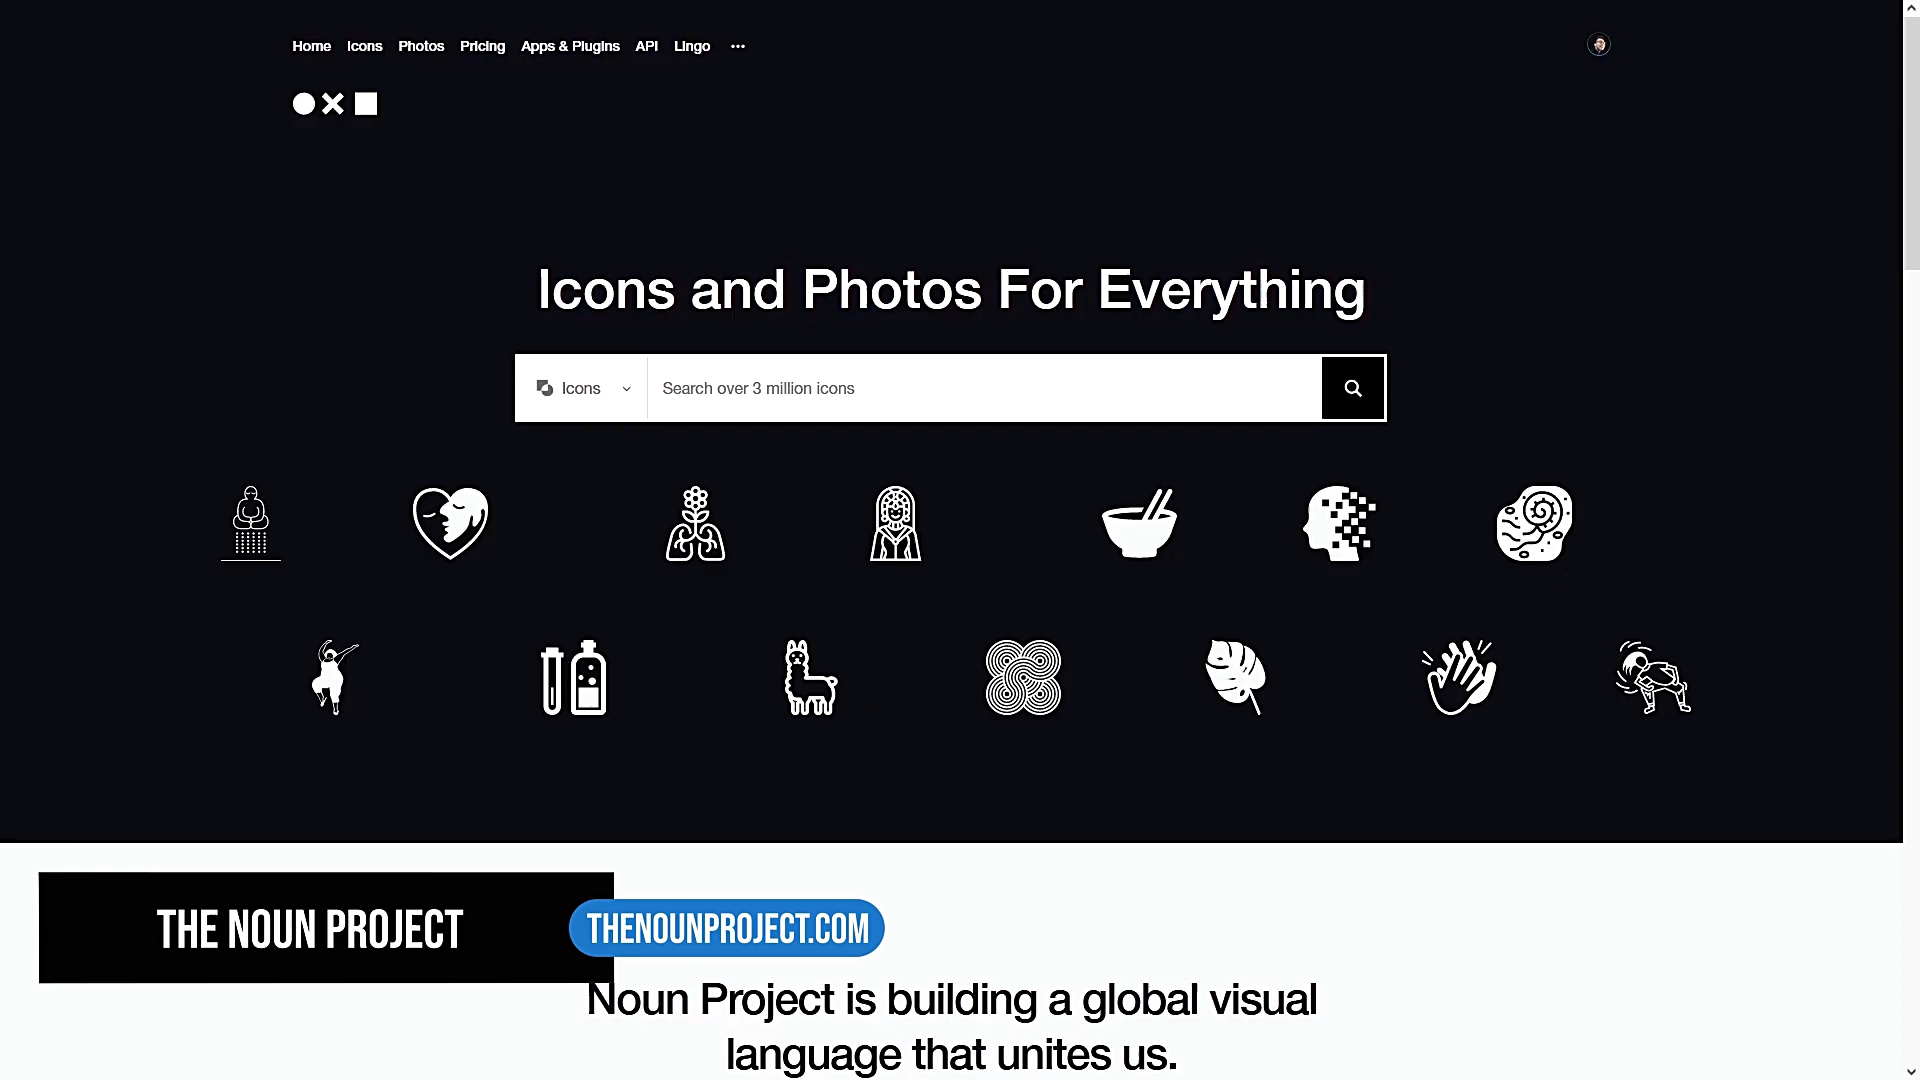 Home Icons Photos Pricing Apps & Plugins API Lingo ...
Icons and Photos For Everything
Icons Search over 3 million icons
THE NOUN PROJECT THENOUNPROJECT.COM
Noun Project is building a global visual
language that unites us.